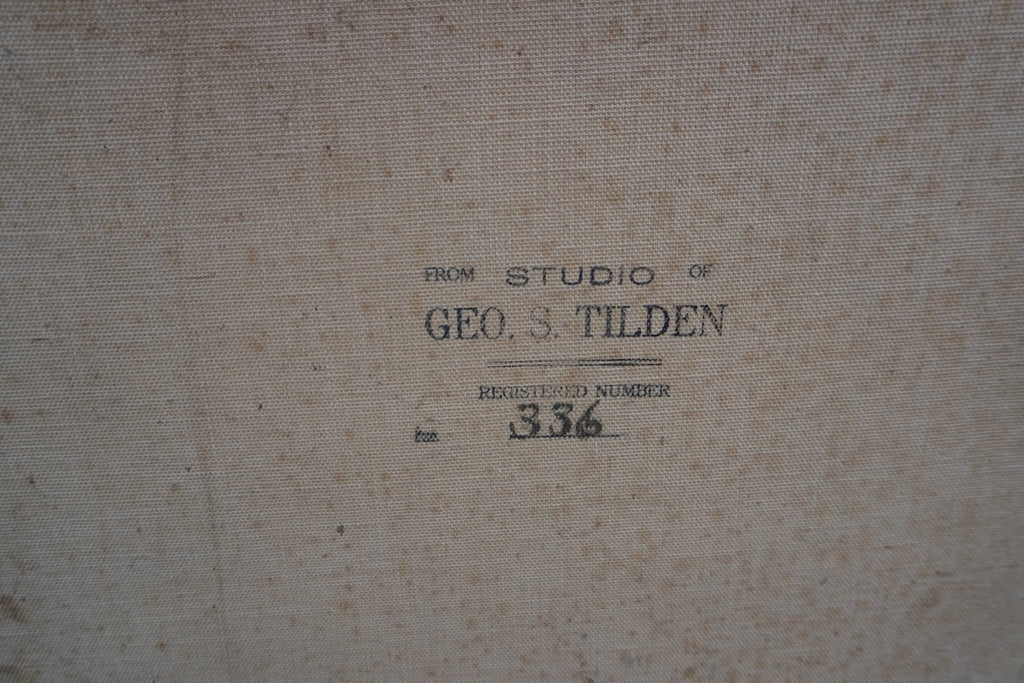 FROM STUDIO OF
GEO. S. TILDEN
REGISTERED NUMBER
336